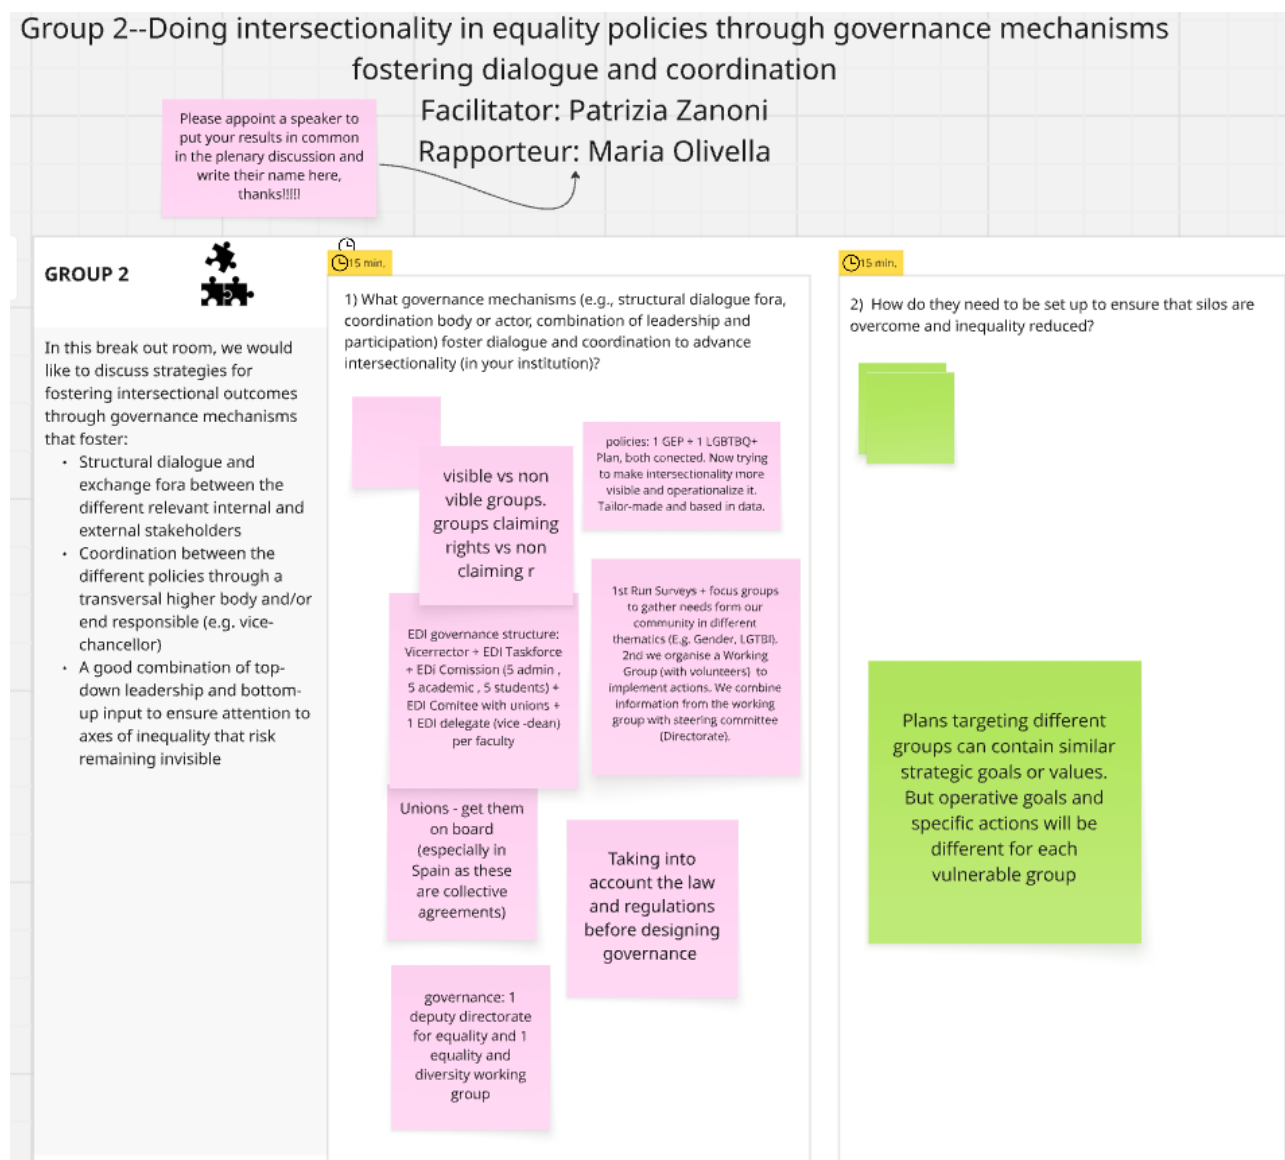 Group 2--Doing intersectionality in equality policies through governance mechanisms
fostering dialogue and coordination
Facilitator: Patrizia Zanoni
Rapporteur: Maria Olivella
Please appoint a speaker to
put your results in common
in the plenary discussion and
write their name here,
thanks!!!!!
GROUP 2
In this break out room, we would
like to discuss strategies for
fostering intersectional outcomes
through governance mechanisms
that foster:
• Structural dialogue and
exchange fora between the
different relevant internal and
external stakeholders
• Coordination between the
different policies through a
transversal higher body and/or
end responsible (e.g. vice-
chancellor)
• A good combination of top-
down leadership and bottom-
up input to ensure attention to
axes of inequality that risk
remaining invisible
15 min.
1) What governance mechanisms (e.g., structural dialogue fora,
coordination body or actor, combination of leadership and
participation) foster dialogue and coordination to advance
intersectionality (in your institution)?
visible vs non
vible groups.
groups claiming
rights vs non
claiming r
policies: 1 GEP + 1 LGBTBQ+
Plan, both conected. Now trying
to make intersectionality more
visible and operationalize it.
Tailor-made and based in data.
EDI governance structure:
Vicerrector + EDI Taskforce
+ EDi Comission (5 admin ,
5 academic , 5 students) +
EDI Comitee with unions +
1 EDI delegate (vice -dean)
per faculty
1st Run Surveys + focus groups
to gather needs form our
community in different
thematics (E.g. Gender, LGTBI).
2nd we organise a Working
Group (with volunteers) to
implement actions. We combine
information from the working
group with steering committee
(Directorate).
Unions - get them
on board
(especially in
Spain as these
are collective
agreements)
Taking into
account the law
and regulations
before designing
governance
governance: 1
deputy directorate
for equality and 1
equality and
diversity working
group
15 min.
2) How do they need to be set up to ensure that silos are
overcome and inequality reduced?
Plans targeting different
groups can contain similar
strategic goals or values.
But operative goals and
specific actions will be
different for each
vulnerable group